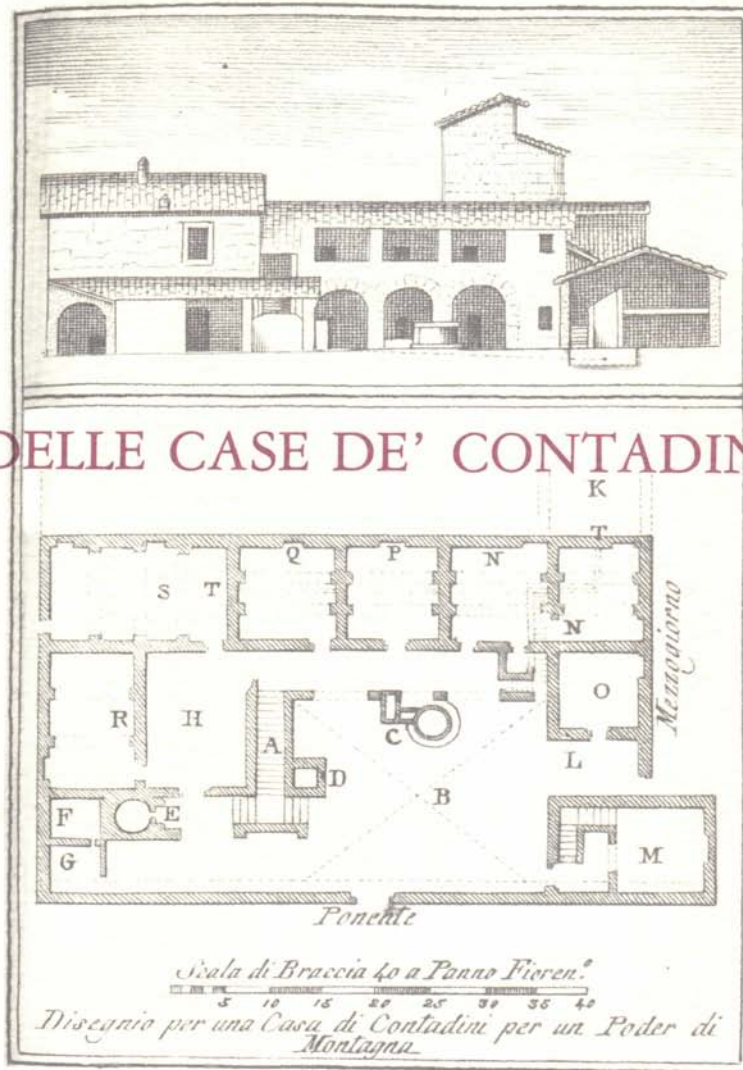 DELLE CASE DE' CONTADIN
K
T
Q P N
S T
N
Mezzogiorno
O
R H
A
C
L
D
B
E
F
M
G
Ponente
Scala di Braccia 40 a Panno Fioren.º
5 10 15 20 25 30 35 40
Disegnio per una Casa di Contadini per un Poder di
Montagna